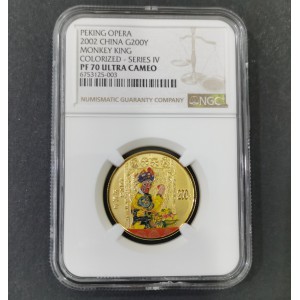 PEKING OPERA
2002 CHINA G200Y
MONKEY KING
COLORIZED - SERIES IV
PF 70 ULTRA CAMEO
6753125-003
NUMISMATIC GUARANTY COMPANY
NGC